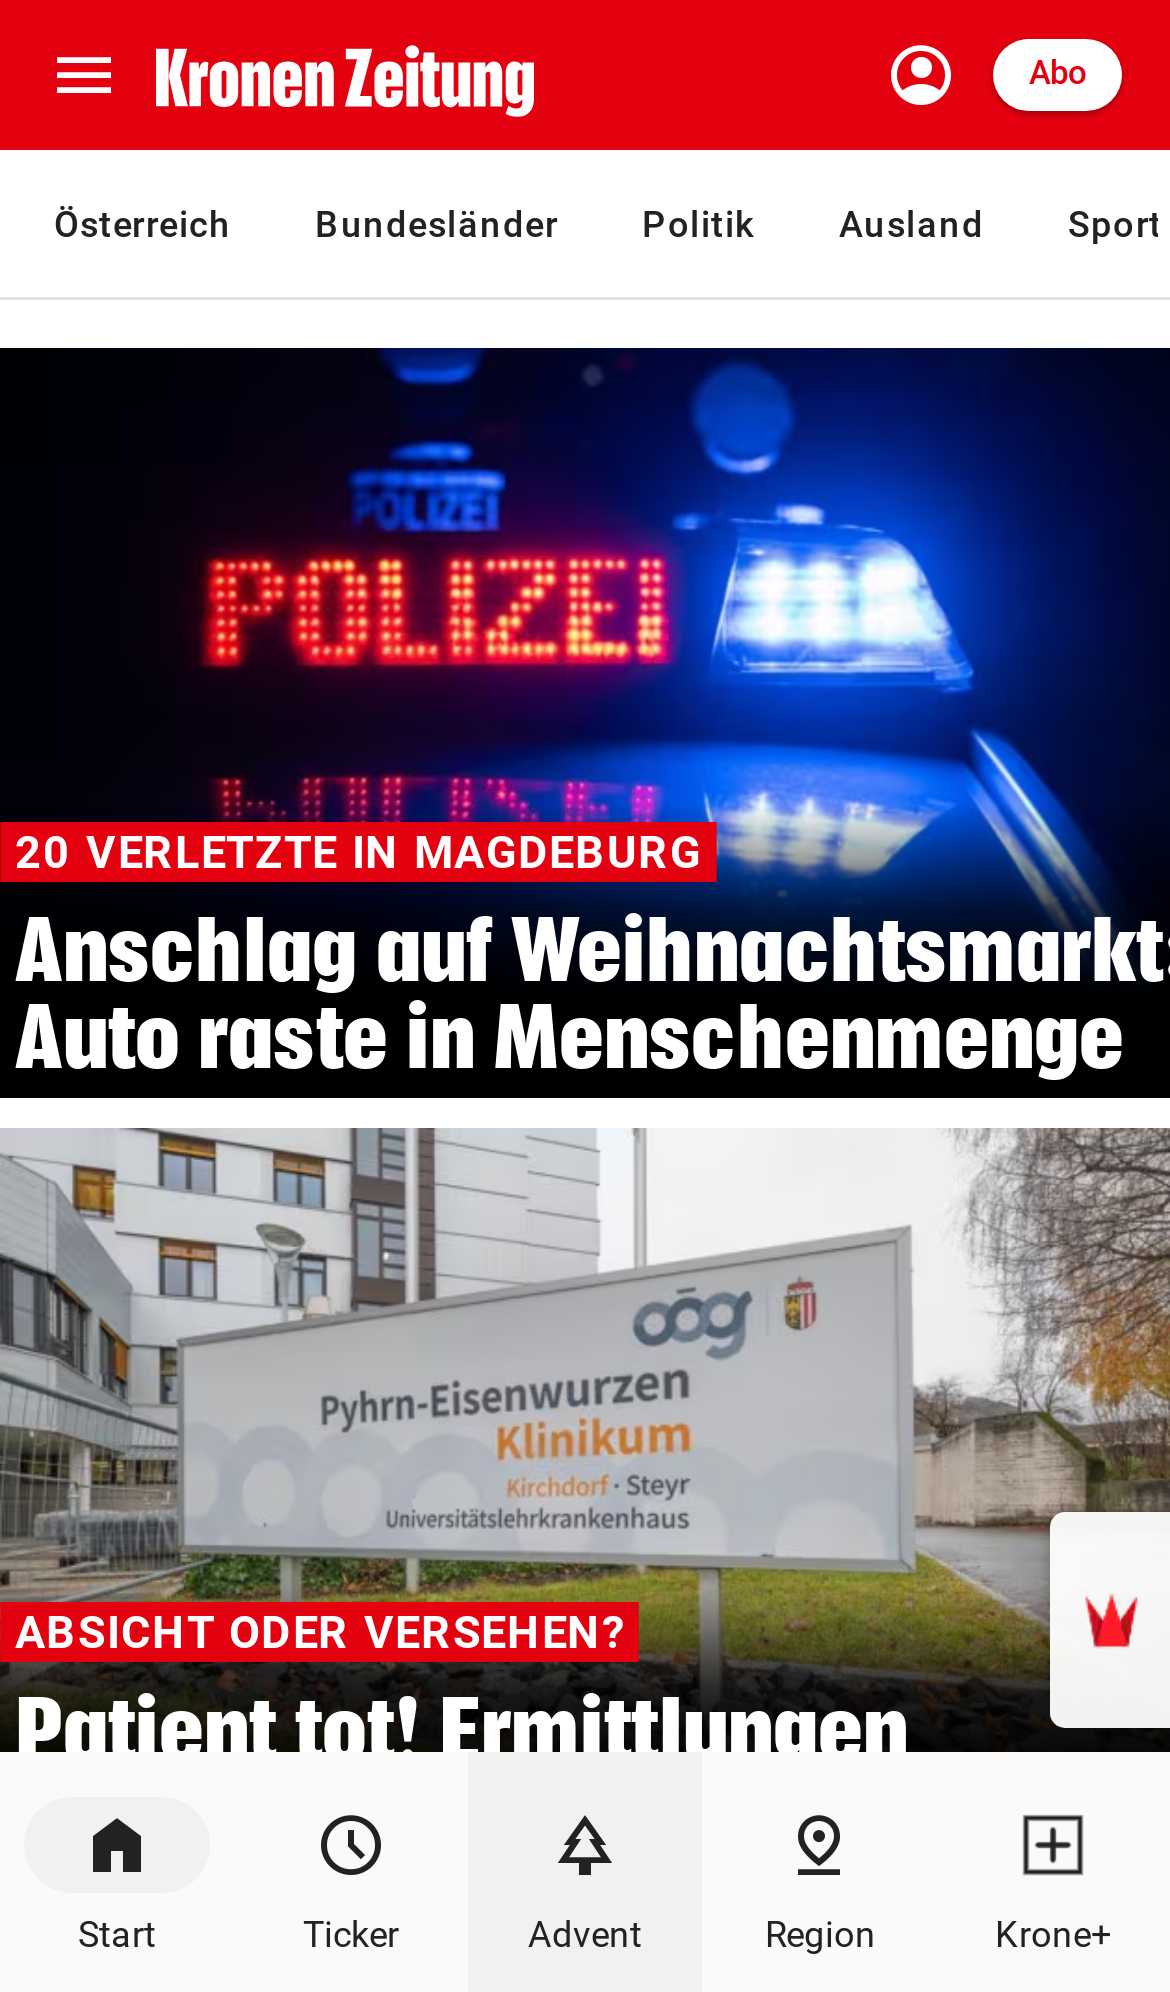 Kronen Zeitung
Abo
Österreich
Bundesländer
Politik
Ausland
Sport
POLIZEI
POLIZEI
20 VERLETZTE IN MAGDEBURG
Anschlag auf Weihnachtsmarkt:
Auto raste in Menschenmenge
oög
Pyhrn-Eisenwurzen
Klinikum
Kirchdorf · Steyr
Universitätslehrkrankenhaus
ABSICHT ODER VERSEHEN?
Patient tot! Ermittlungen
Start
Ticker
Advent
Region
Krone+